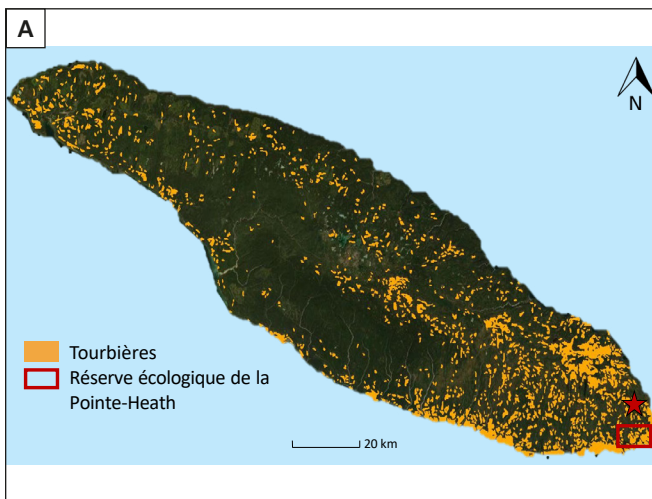 A
N
Tourbières
Réserve écologique de la
Pointe-Heath
20 km